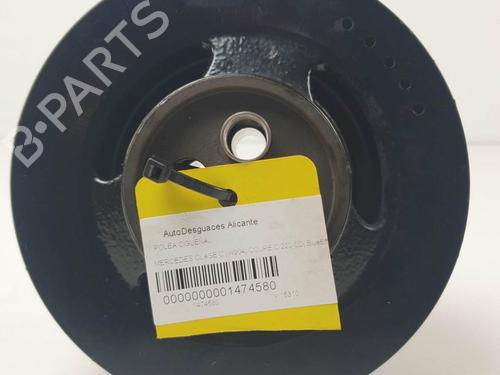 B-PARTS
AutoDesguaces Alicante
POLEA CIGUEÑAL
MERCEDES CLASE C (W204) COUPE C 220 CDI BlueEf
0000000001474580
1474580